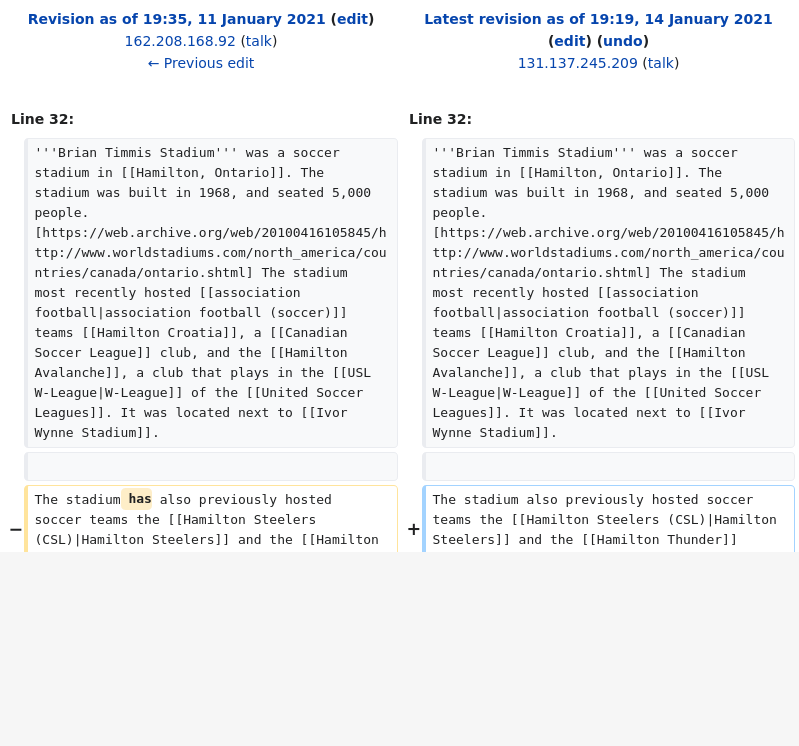 Revision as of 19:35, 11 January 2021 (edit)
162.208.168.92 (talk)
← Previous edit
Latest revision as of 19:19, 14 January 2021
(edit) (undo)
131.137.245.209 (talk)
Line 32:
Line 32:
'''Brian Timmis Stadium''' was a soccer
stadium in [[Hamilton, Ontario]]. The
stadium was built in 1968, and seated 5,000
people.
[https://web.archive.org/web/20100416105845/h
ttp://www.worldstadiums.com/north_america/cou
ntries/canada/ontario.shtml] The stadium
most recently hosted [[association
football|association football (soccer)]]
teams [[Hamilton Croatia]], a [[Canadian
Soccer League]] club, and the [[Hamilton
Avalanche]], a club that plays in the [[USL
W-League|W-League]] of the [[United Soccer
Leagues]]. It was located next to [[Ivor
Wynne Stadium]].
'''Brian Timmis Stadium''' was a soccer
stadium in [[Hamilton, Ontario]]. The
stadium was built in 1968, and seated 5,000
people.
[https://web.archive.org/web/20100416105845/h
ttp://www.worldstadiums.com/north_america/cou
ntries/canada/ontario.shtml] The stadium
most recently hosted [[association
football|association football (soccer)]]
teams [[Hamilton Croatia]], a [[Canadian
Soccer League]] club, and the [[Hamilton
Avalanche]], a club that plays in the [[USL
W-League|W-League]] of the [[United Soccer
Leagues]]. It was located next to [[Ivor
Wynne Stadium]].
−
The stadium has also previously hosted
soccer teams the [[Hamilton Steelers
(CSL)|Hamilton Steelers]] and the [[Hamilton
+
The stadium also previously hosted soccer
teams the [[Hamilton Steelers (CSL)|Hamilton
Steelers]] and the [[Hamilton Thunder]]